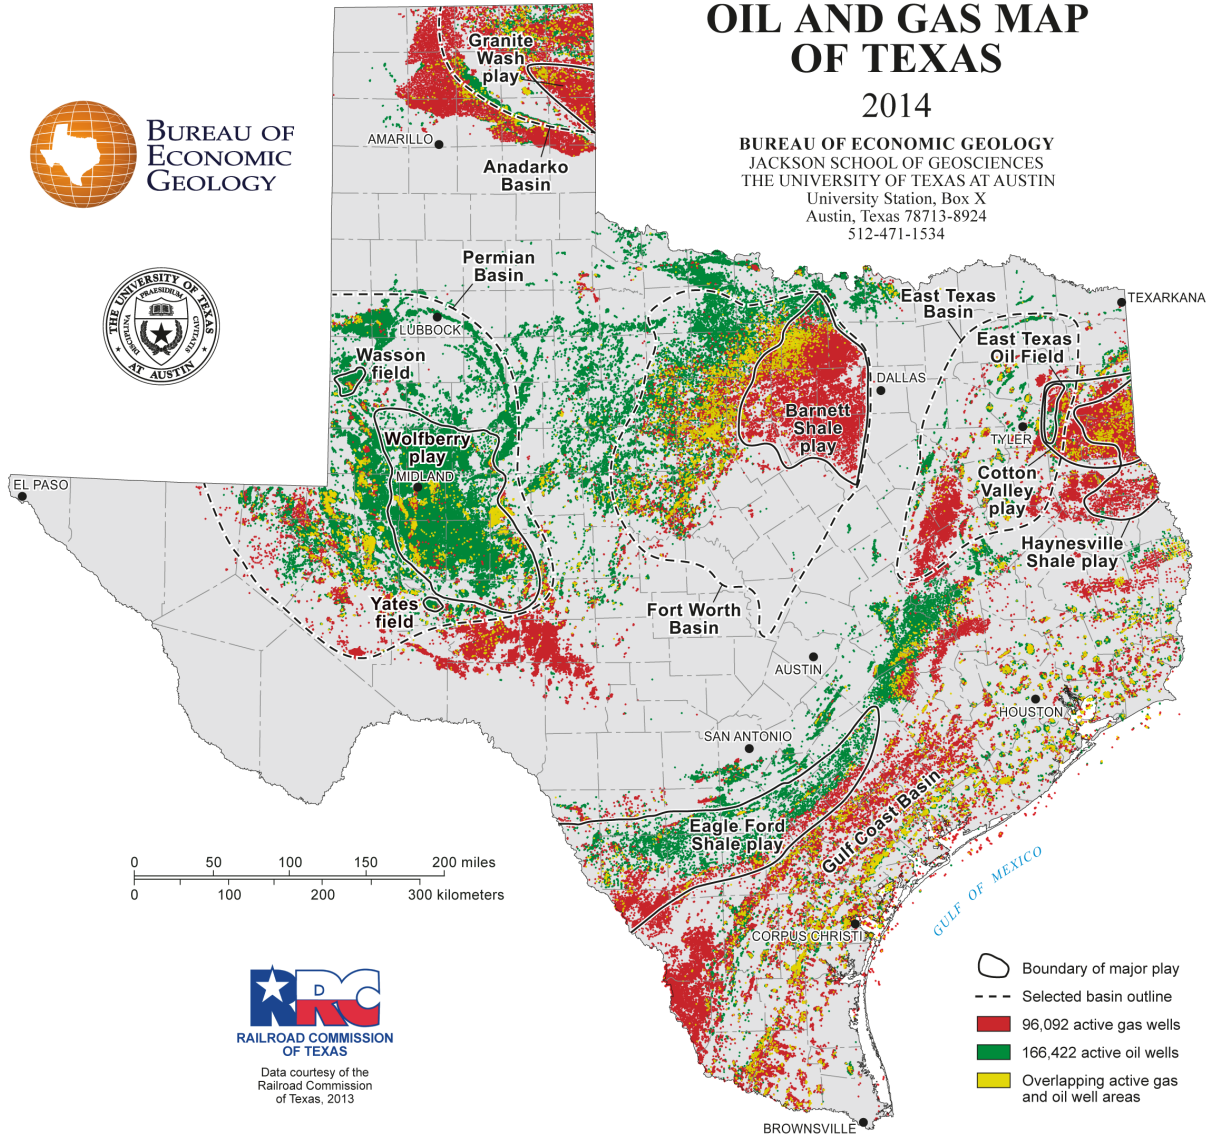 OIL AND GAS MAP
OF TEXAS
2014
BUREAU OF ECONOMIC GEOLOGY
JACKSON SCHOOL OF GEOSCIENCES
THE UNIVERSITY OF TEXAS AT AUSTIN
University Station, Box X
Austin, Texas 78713-8924
512-471-1534
BUREAU OF
ECONOMIC
GEOLOGY
THE UNIVERSITY OF TEXAS
AT AUSTIN
PRAESIDIUM
DISCIPLINA
CIVITATIS
Granite
Wash
play
AMARILLO
Anadarko
Basin
Permian
Basin
LUBBOCK
Wasson
field
Wolfberry
play
MIDLAND
EL PASO
Yates
field
East Texas
Basin
TEXARKANA
East Texas
Oil Field
DALLAS
Barnett
Shale
play
TYLER
Cotton
Valley
play
Haynesville
Shale play
Fort Worth
Basin
AUSTIN
HOUSTON
SAN ANTONIO
Eagle Ford
Shale play
Gulf Coast Basin
GULF OF MEXICO
CORPUS CHRISTI
BROWNSVILLE
0 50 100 150 200 miles
0 100 200 300 kilometers
RRC
RAILROAD COMMISSION
OF TEXAS
Data courtesy of the
Railroad Commission
of Texas, 2013
Boundary of major play
Selected basin outline
96,092 active gas wells
166,422 active oil wells
Overlapping active gas
and oil well areas